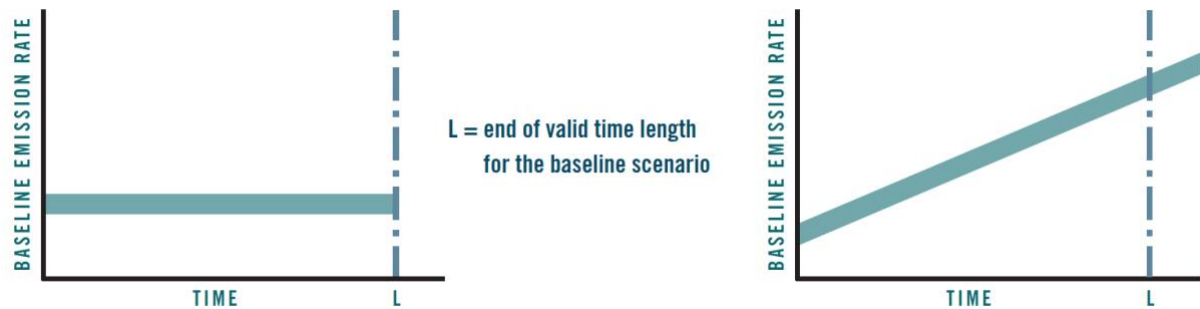 BASELINE EMISSION RATE
TIME
L
L = end of valid time length
for the baseline scenario
BASELINE EMISSION RATE
TIME
L